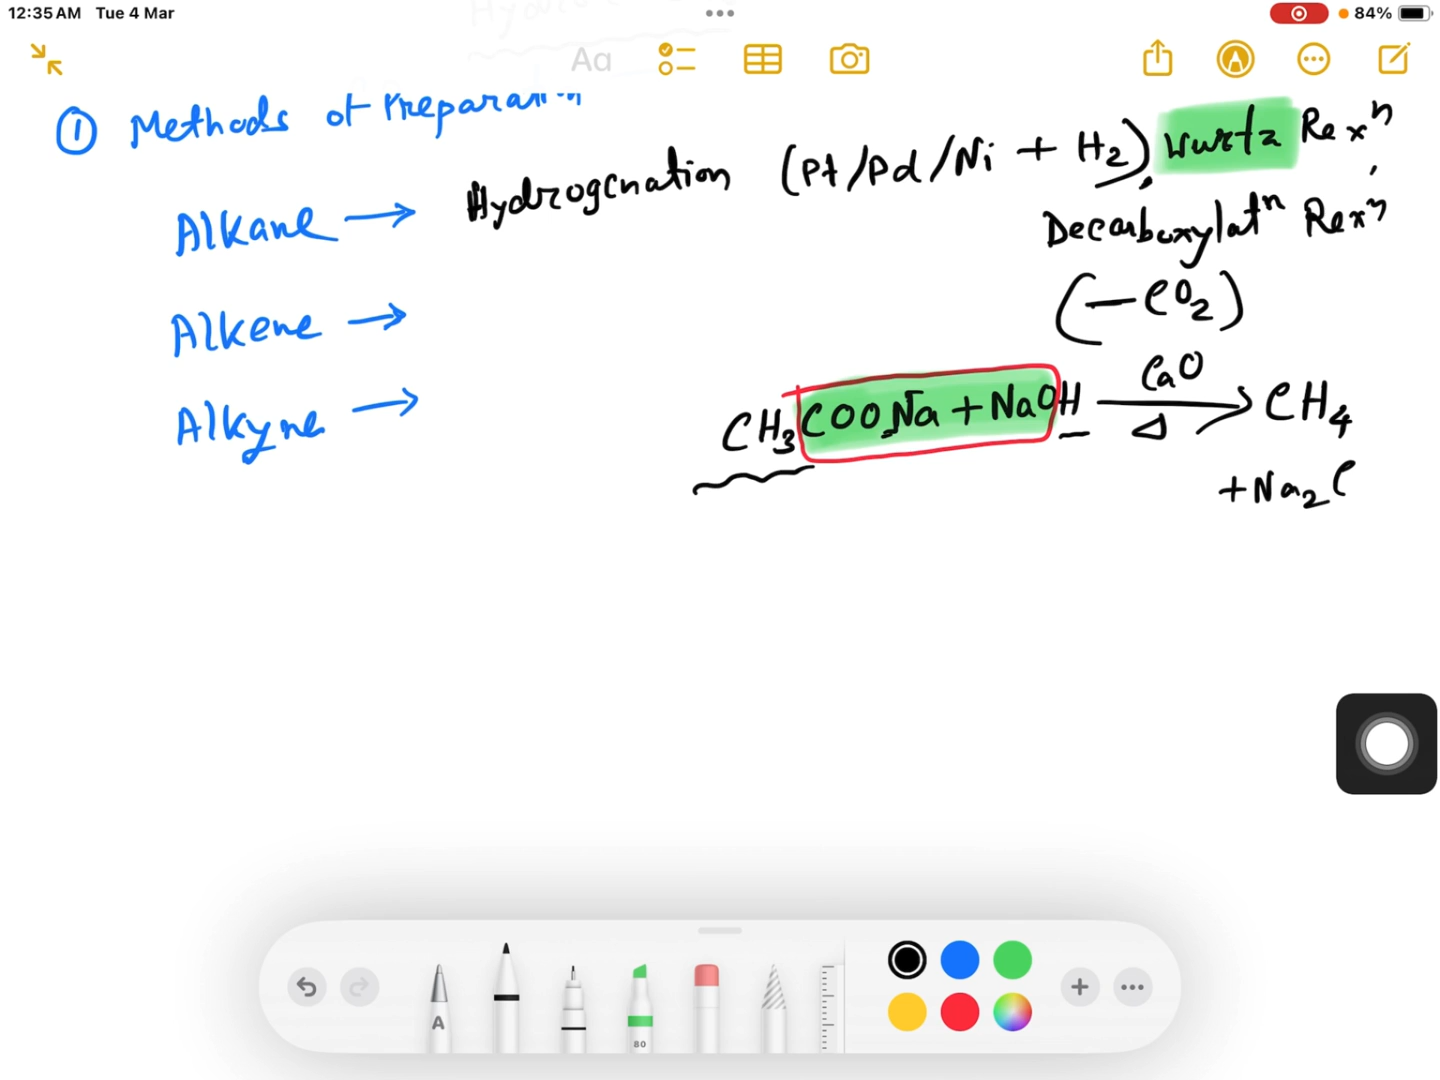 12:35 AM Tue 4 Mar 84%
Aa
① Methods of Preparation
Alkane → Hydrogenation (Pt/Pd/Ni + H₂), Wurtz Rexⁿ,
Decarboxylatⁿ Rexⁿ
(−CO₂)
Alkene →
Alkyne →
CH₃COONa + NaOH —CaO/Δ→ CH₄
+ Na₂C
A
80